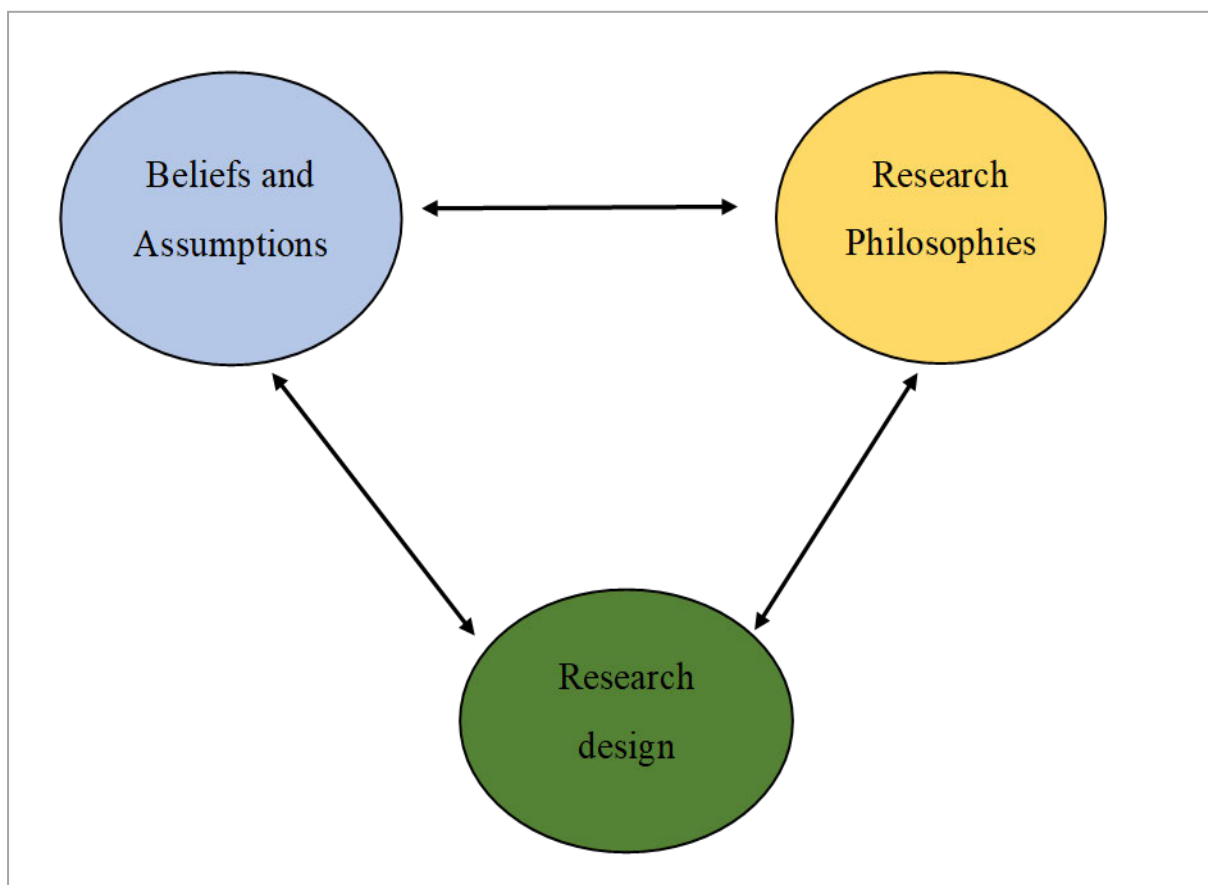 Beliefs and
Assumptions
Research
Philosophies
Research
design